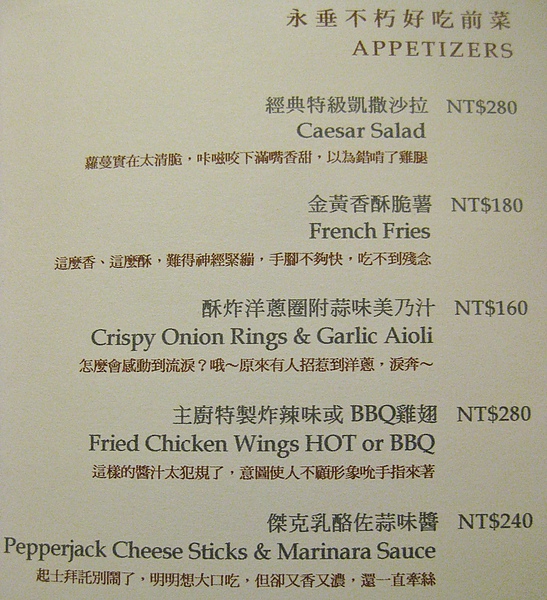 永垂不朽好吃前菜
APPETIZERS
經典特級凱撒沙拉 NT$280
Caesar Salad
蘿蔓實在太清脆，咔嗞咬下滿嘴香甜，以為錯啃了雞腿
金黃香酥脆薯 NT$180
French Fries
這麼香、這麼酥，難得神經緊繃，手腳不夠快，吃不到殘念
酥炸洋蔥圈附蒜味美乃汁 NT$160
Crispy Onion Rings & Garlic Aioli
怎麼會感動到流淚？哦～原來有人招惹到洋蔥，淚奔～
主廚特製炸辣味或 BBQ雞翅 NT$280
Fried Chicken Wings HOT or BBQ
這樣的醬汁太犯規了，意圖使人不顧形象吮手指來著
傑克乳酪佐蒜味醬 NT$240
Pepperjack Cheese Sticks & Marinara Sauce
起士拜託別鬧了，明明想大口吃，但卻又香又濃，還一直牽絲